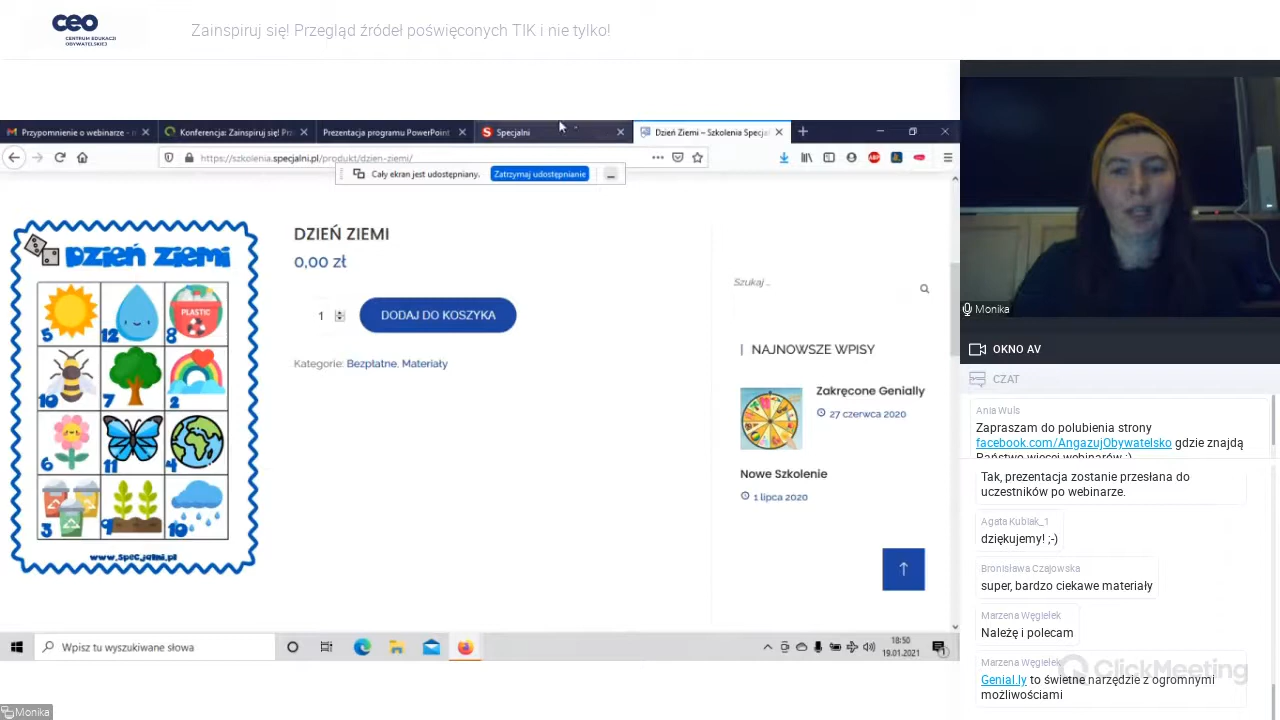 ceo
CENTRUM EDUKACJI
OBYWATELSKIEJ
Zainspiruj się! Przegląd źródeł poświęconych TIK i nie tylko!
Przypomnienie o webinarze - m
Konferencja: Zainspiruj się! Prz
Prezentacja programu PowerPoint
Specjalni
Dzień Ziemi – Szkolenia Specjal
https://szkolenia.specjalni.pl/produkt/dzien-ziemi/
Cały ekran jest udostępniany.
Zatrzymaj udostępnianie
DZIEŃ ZIEMI
5
12
PLASTIC
8
10
7
2
6
11
4
3
9
10
www.specjalni.pl
DZIEŃ ZIEMI
0,00 zł
1
DODAJ DO KOSZYKA
Kategorie: Bezpłatne, Materiały
Szukaj ...
NAJNOWSZE WPISY
Zakręcone Genially
27 czerwca 2020
Nowe Szkolenie
1 lipca 2020
Wpisz tu wyszukiwane słowa
18:50
19.01.2021
Monika
Monika
OKNO AV
CZAT
Ania Wuls
Zapraszam do polubienia strony
facebook.com/AngazujObywatelsko gdzie znajdą
Państwo więcej webinarów :)
Tak, prezentacja zostanie przesłana do
uczestników po webinarze.
Agata Kubiak_1
dziękujemy! ;-)
Bronisława Czajowska
super, bardzo ciekawe materiały
Marzena Węgiełek
Należę i polecam
Marzena Węgiełek
Genial.ly to świetne narzędzie z ogromnymi
możliwościami
ClickMeeting